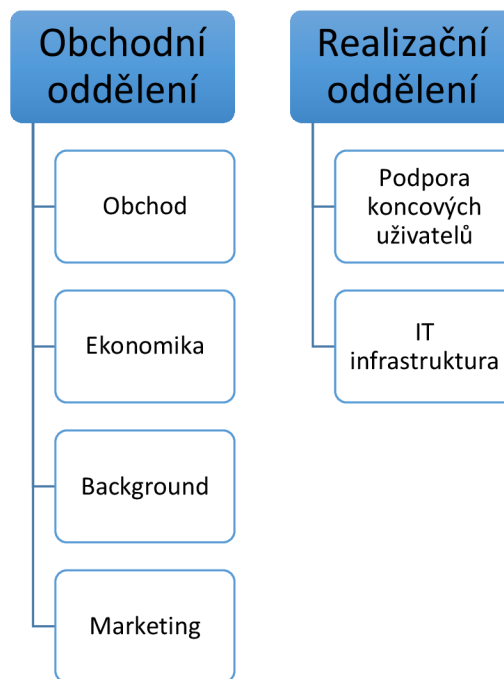 Obchodní
oddělení
Obchod
Ekonomika
Background
Marketing
Realizační
oddělení
Podpora
koncových
uživatelů
IT
infrastruktura